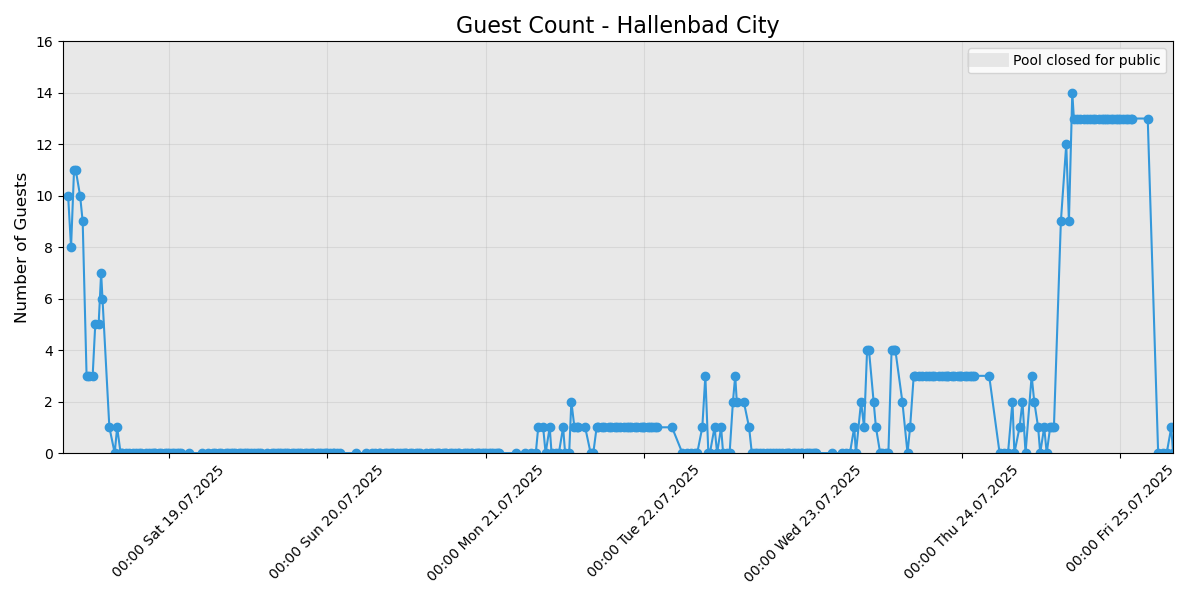 Guest Count - Hallenbad City
Pool closed for public
Number of Guests
16
14
12
10
8
6
4
2
0
00:00 Sat 19.07.2025
00:00 Sun 20.07.2025
00:00 Mon 21.07.2025
00:00 Tue 22.07.2025
00:00 Wed 23.07.2025
00:00 Thu 24.07.2025
00:00 Fri 25.07.2025